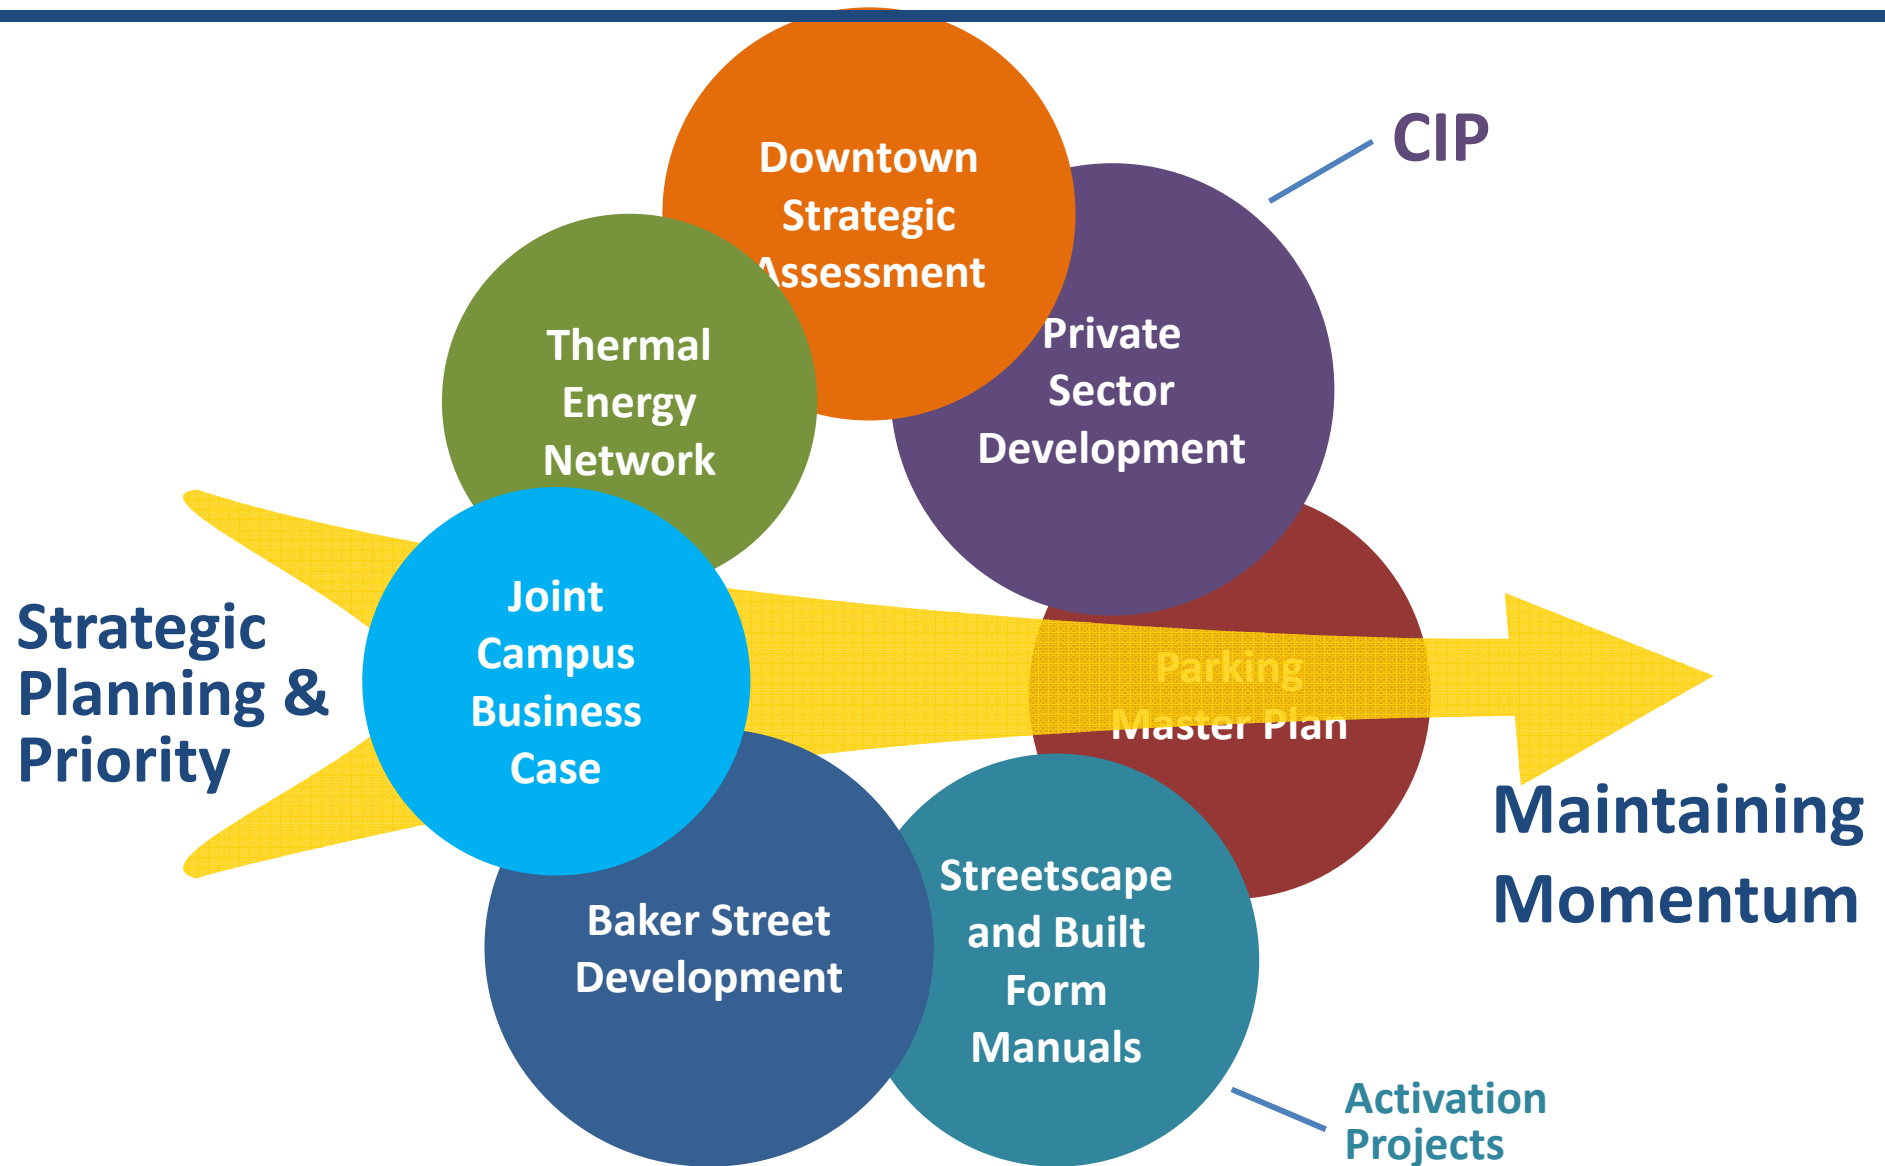 CIP
Downtown
Strategic
Assessment
Private
Sector
Development
Thermal
Energy
Network
Joint
Campus
Business
Case
Strategic
Planning &
Priority
Parking
Master Plan
Maintaining
Momentum
Baker Street
Development
Streetscape
and Built
Form
Manuals
Activation
Projects